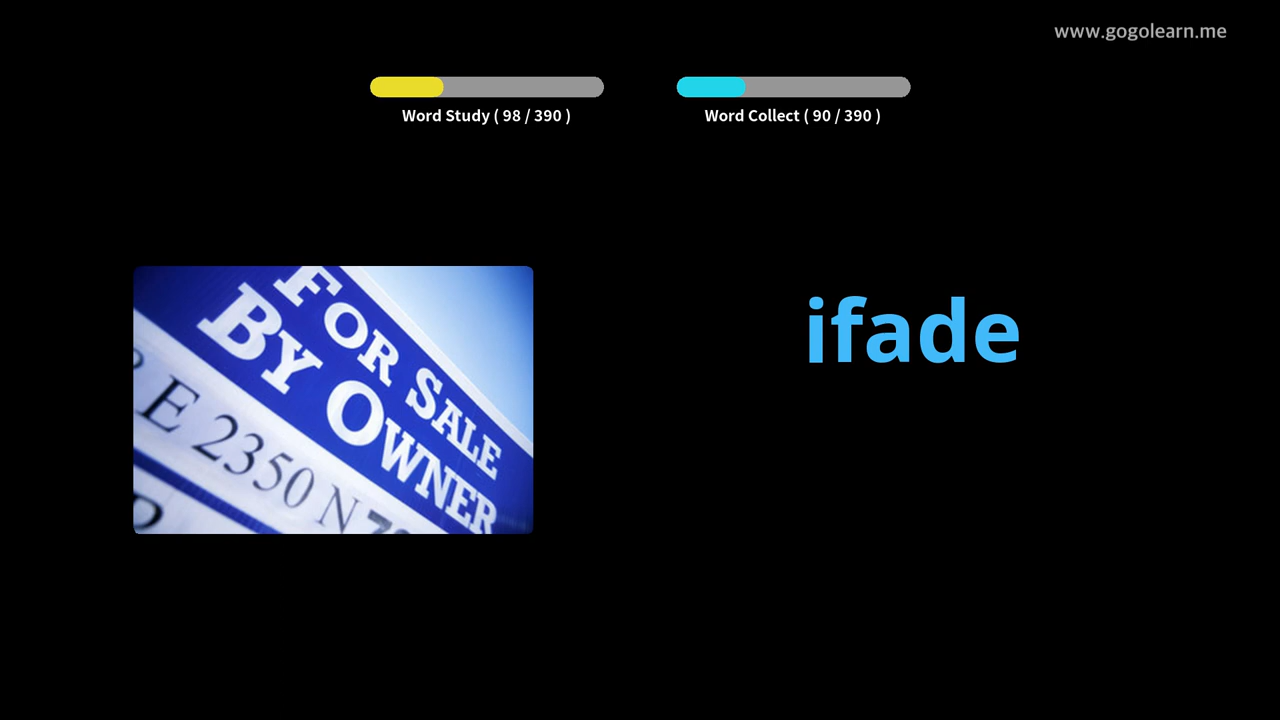 www.gogolearn.me
Word Study ( 98 / 390 )
Word Collect ( 90 / 390 )
FOR SALE
BY OWNER
E 2350 N
ifade